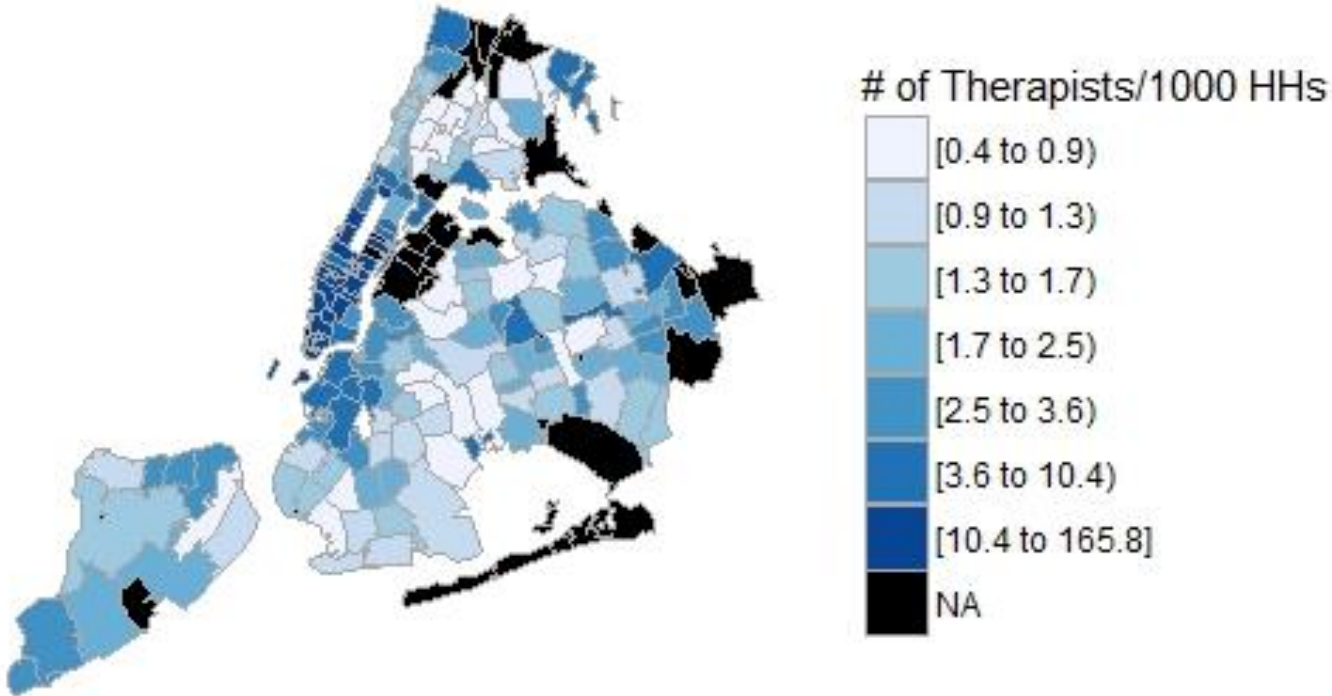 # of Therapists/1000 HHs
[0.4 to 0.9)
[0.9 to 1.3)
[1.3 to 1.7)
[1.7 to 2.5)
[2.5 to 3.6)
[3.6 to 10.4)
[10.4 to 165.8]
NA